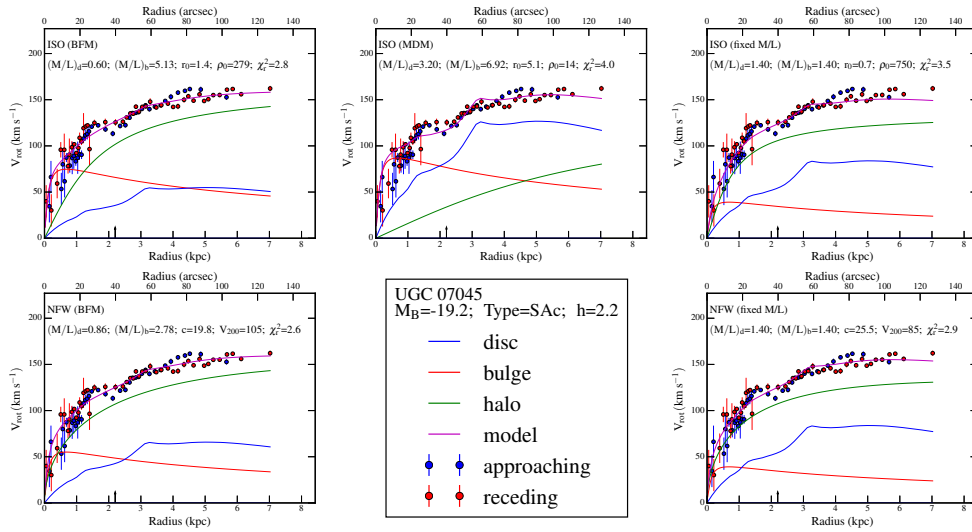 Radius (arcsec)
0 20 40 60 80 100 120 140
ISO (BFM)
(M/L)d=0.60; (M/L)b=5.13; r0=1.4; ρ0=279; χ²r=2.8
Vrot(km s⁻¹)
200
150
100
50
0
0 1 2 3 4 5 6 7 8
Radius (kpc)
Radius (arcsec)
0 20 40 60 80 100 120 140
ISO (MDM)
(M/L)d=3.20; (M/L)b=6.92; r0=5.1; ρ0=14; χ²r=4.0
Vrot(km s⁻¹)
200
150
100
50
0
0 1 2 3 4 5 6 7 8
Radius (kpc)
Radius (arcsec)
0 20 40 60 80 100 120 140
ISO (fixed M/L)
(M/L)d=1.40; (M/L)b=1.40; r0=0.7; ρ0=750; χ²r=3.5
Vrot(km s⁻¹)
200
150
100
50
0
0 1 2 3 4 5 6 7 8
Radius (kpc)
Radius (arcsec)
0 20 40 60 80 100 120 140
NFW (BFM)
(M/L)d=0.86; (M/L)b=2.78; c=19.8; V200=105; χ²r=2.6
Vrot(km s⁻¹)
200
150
100
50
0
0 1 2 3 4 5 6 7 8
Radius (kpc)
UGC 07045
MB=-19.2; Type=SAc; h=2.2
disc
bulge
halo
model
approaching
receding
Radius (arcsec)
0 20 40 60 80 100 120 140
NFW (fixed M/L)
(M/L)d=1.40; (M/L)b=1.40; c=25.5; V200=85; χ²r=2.9
Vrot(km s⁻¹)
200
150
100
50
0
0 1 2 3 4 5 6 7 8
Radius (kpc)